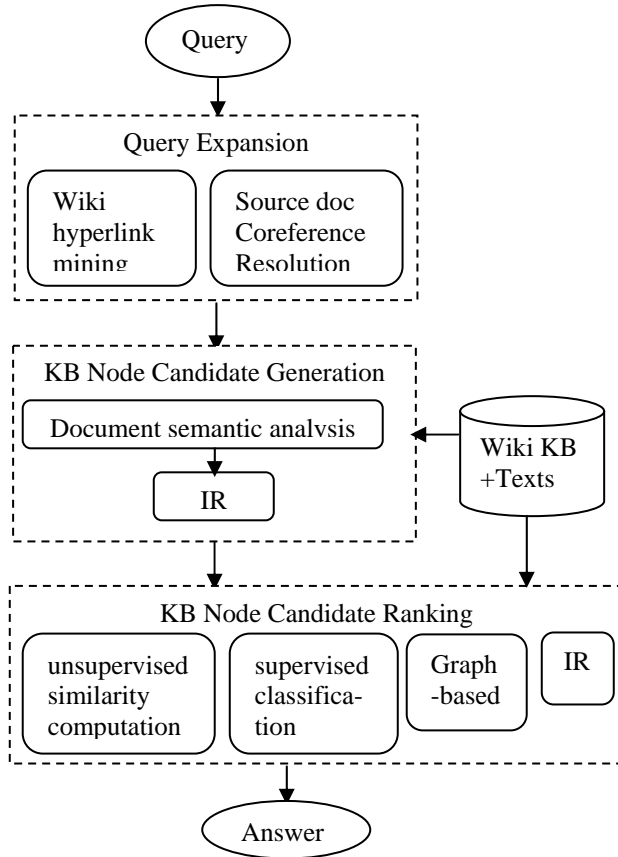 Query
Query Expansion
Wiki
hyperlink
mining
Source doc
Coreference
Resolution
KB Node Candidate Generation
Document semantic analysis
IR
Wiki KB
+Texts
KB Node Candidate Ranking
unsupervised
similarity
computation
supervised
classifica-
tion
Graph
-based
IR
Answer